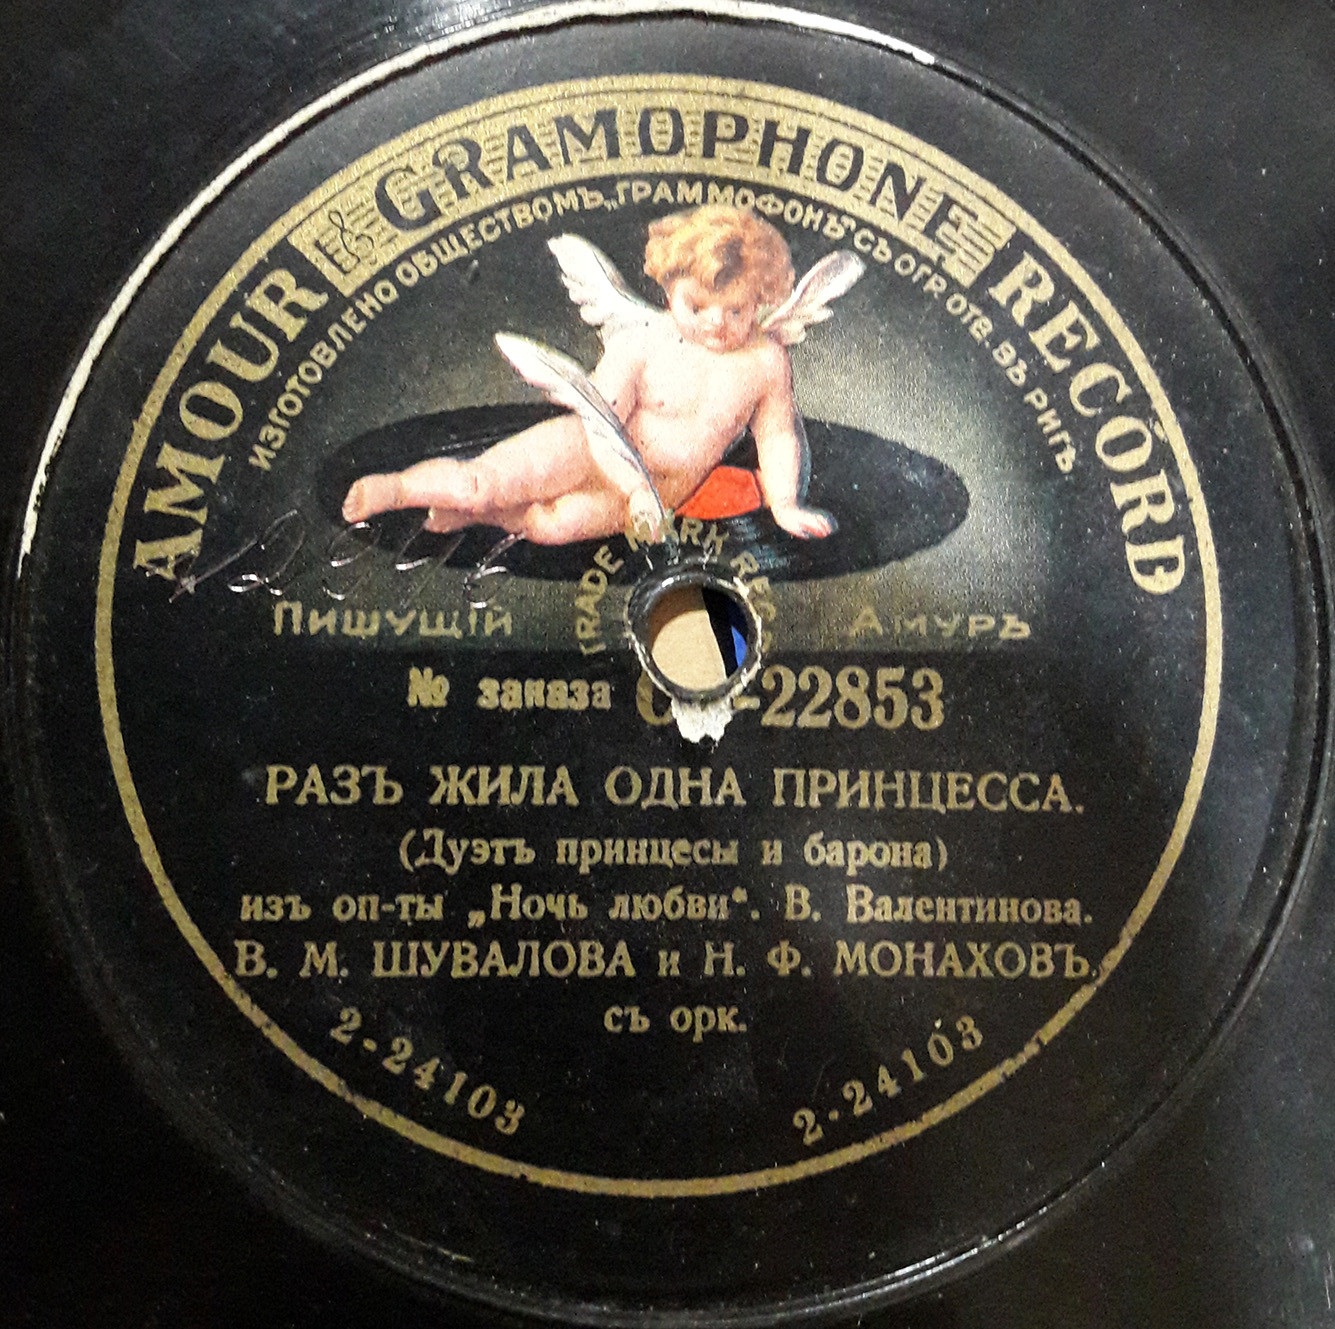 AMOUR GRAMOPHONE RECORD
ИЗГОТОВЛЕНО ОБЩЕСТВОМЪ „ГРАММОФОНЪ" СЪ ОГР. ОТВ. ВЪ РИГѢ
TRADE MARK
Пишущій Амуръ
№ заказа -22853
РАЗЪ ЖИЛА ОДНА ПРИНЦЕССА.
(Дуэтъ принцесы и барона)
изъ оп-ты „Ночь любви“. В. Валентинова.
В. М. ШУВАЛОВА и Н. Ф. МОНАХОВЪ.
съ орк.
2-24103 2-24103